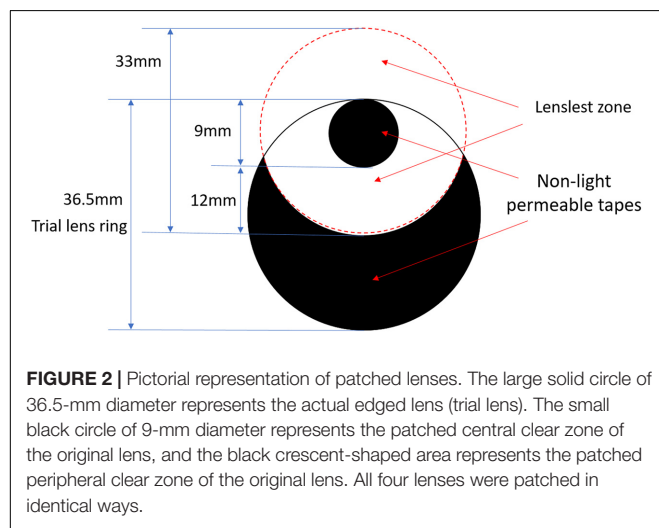 33mm
9mm
12mm
36.5mm
Trial lens ring
Lenslest zone
Non-light
permeable tapes
FIGURE 2 | Pictorial representation of patched lenses. The large solid circle of
36.5-mm diameter represents the actual edged lens (trial lens). The small
black circle of 9-mm diameter represents the patched central clear zone of
the original lens, and the black crescent-shaped area represents the patched
peripheral clear zone of the original lens. All four lenses were patched in
identical ways.